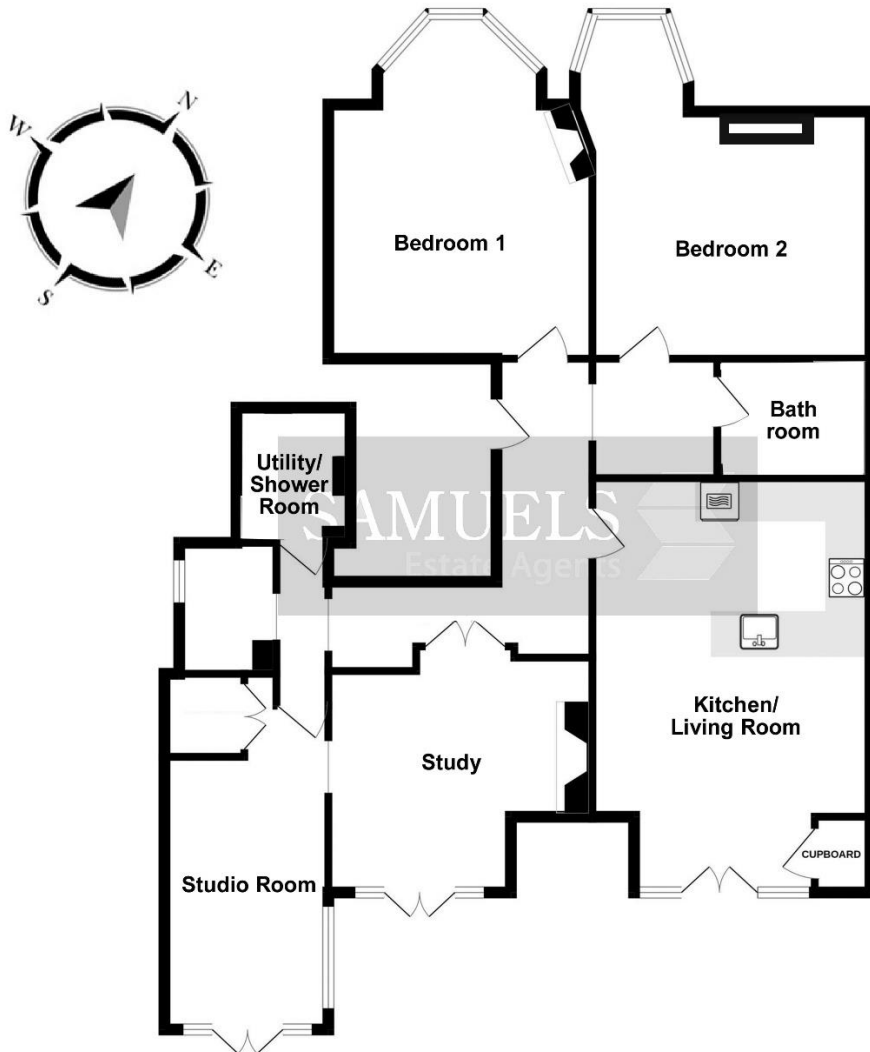 N
W
E
S
Bedroom 1
Bedroom 2
Bath
room
Utility/
Shower
Room
SAMUELS
Estate Agents
Kitchen/
Living Room
Study
CUPBOARD
Studio Room